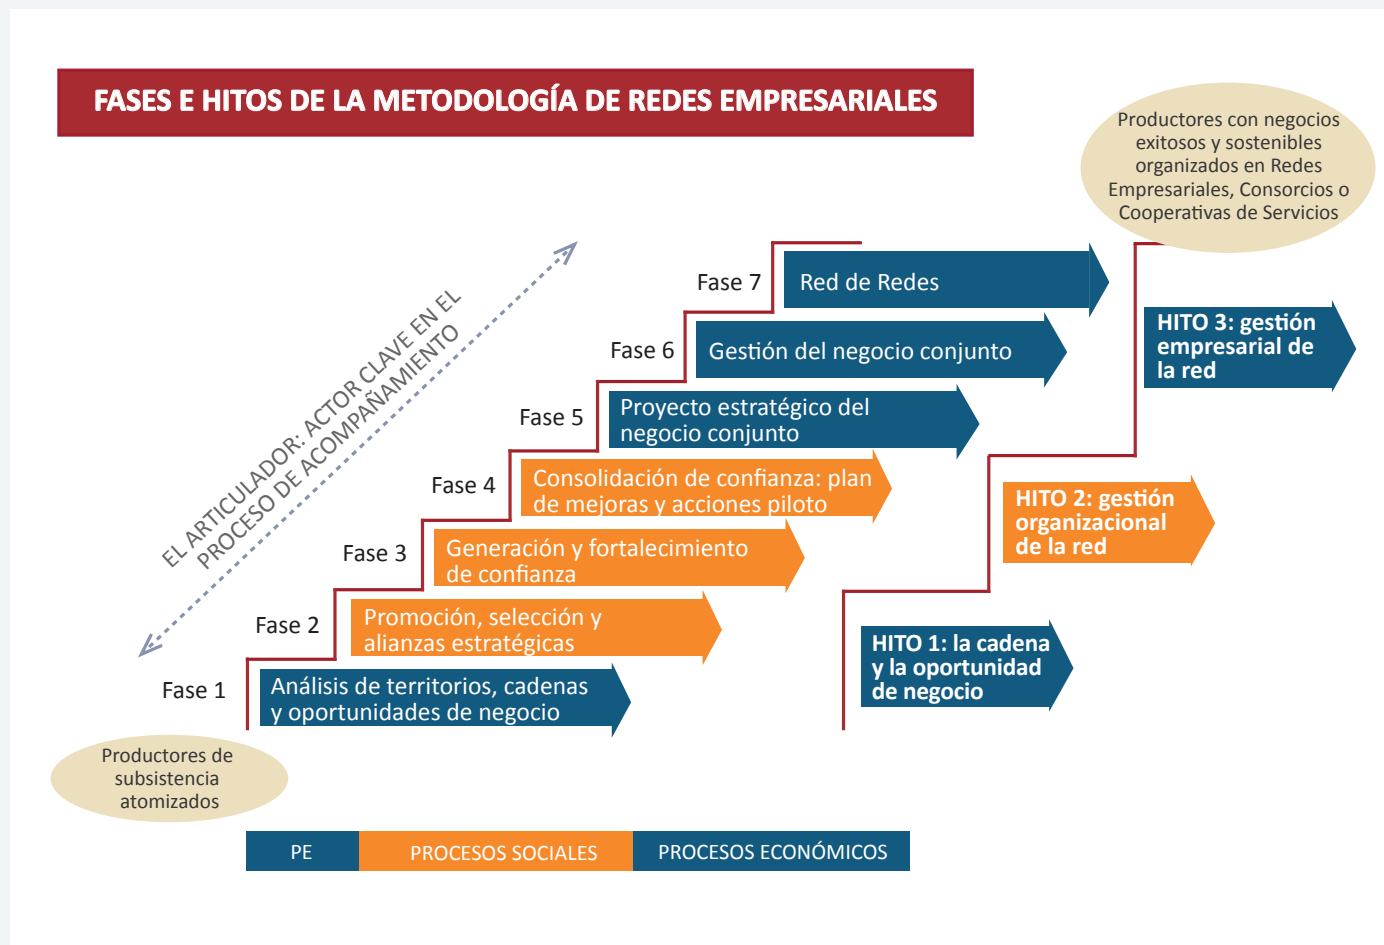 FASES E HITOS DE LA METODOLOGÍA DE REDES EMPRESARIALES
Productores con negocios
exitosos y sostenibles
organizados en Redes
Empresariales, Consorcios o
Cooperativas de Servicios
EL ARTICULADOR: ACTOR CLAVE EN EL
PROCESO DE ACOMPAÑAMIENTO
Fase 7
Red de Redes
Fase 6
Gestión del negocio conjunto
Fase 5
Proyecto estratégico del
negocio conjunto
Fase 4
Consolidación de confianza: plan
de mejoras y acciones piloto
Fase 3
Generación y fortalecimiento
de confianza
Fase 2
Promoción, selección y
alianzas estratégicas
Fase 1
Análisis de territorios, cadenas
y oportunidades de negocio
HITO 3: gestión
empresarial de
la red
HITO 2: gestión
organizacional
de la red
HITO 1: la cadena
y la oportunidad
de negocio
Productores de
subsistencia
atomizados
PE
PROCESOS SOCIALES
PROCESOS ECONÓMICOS